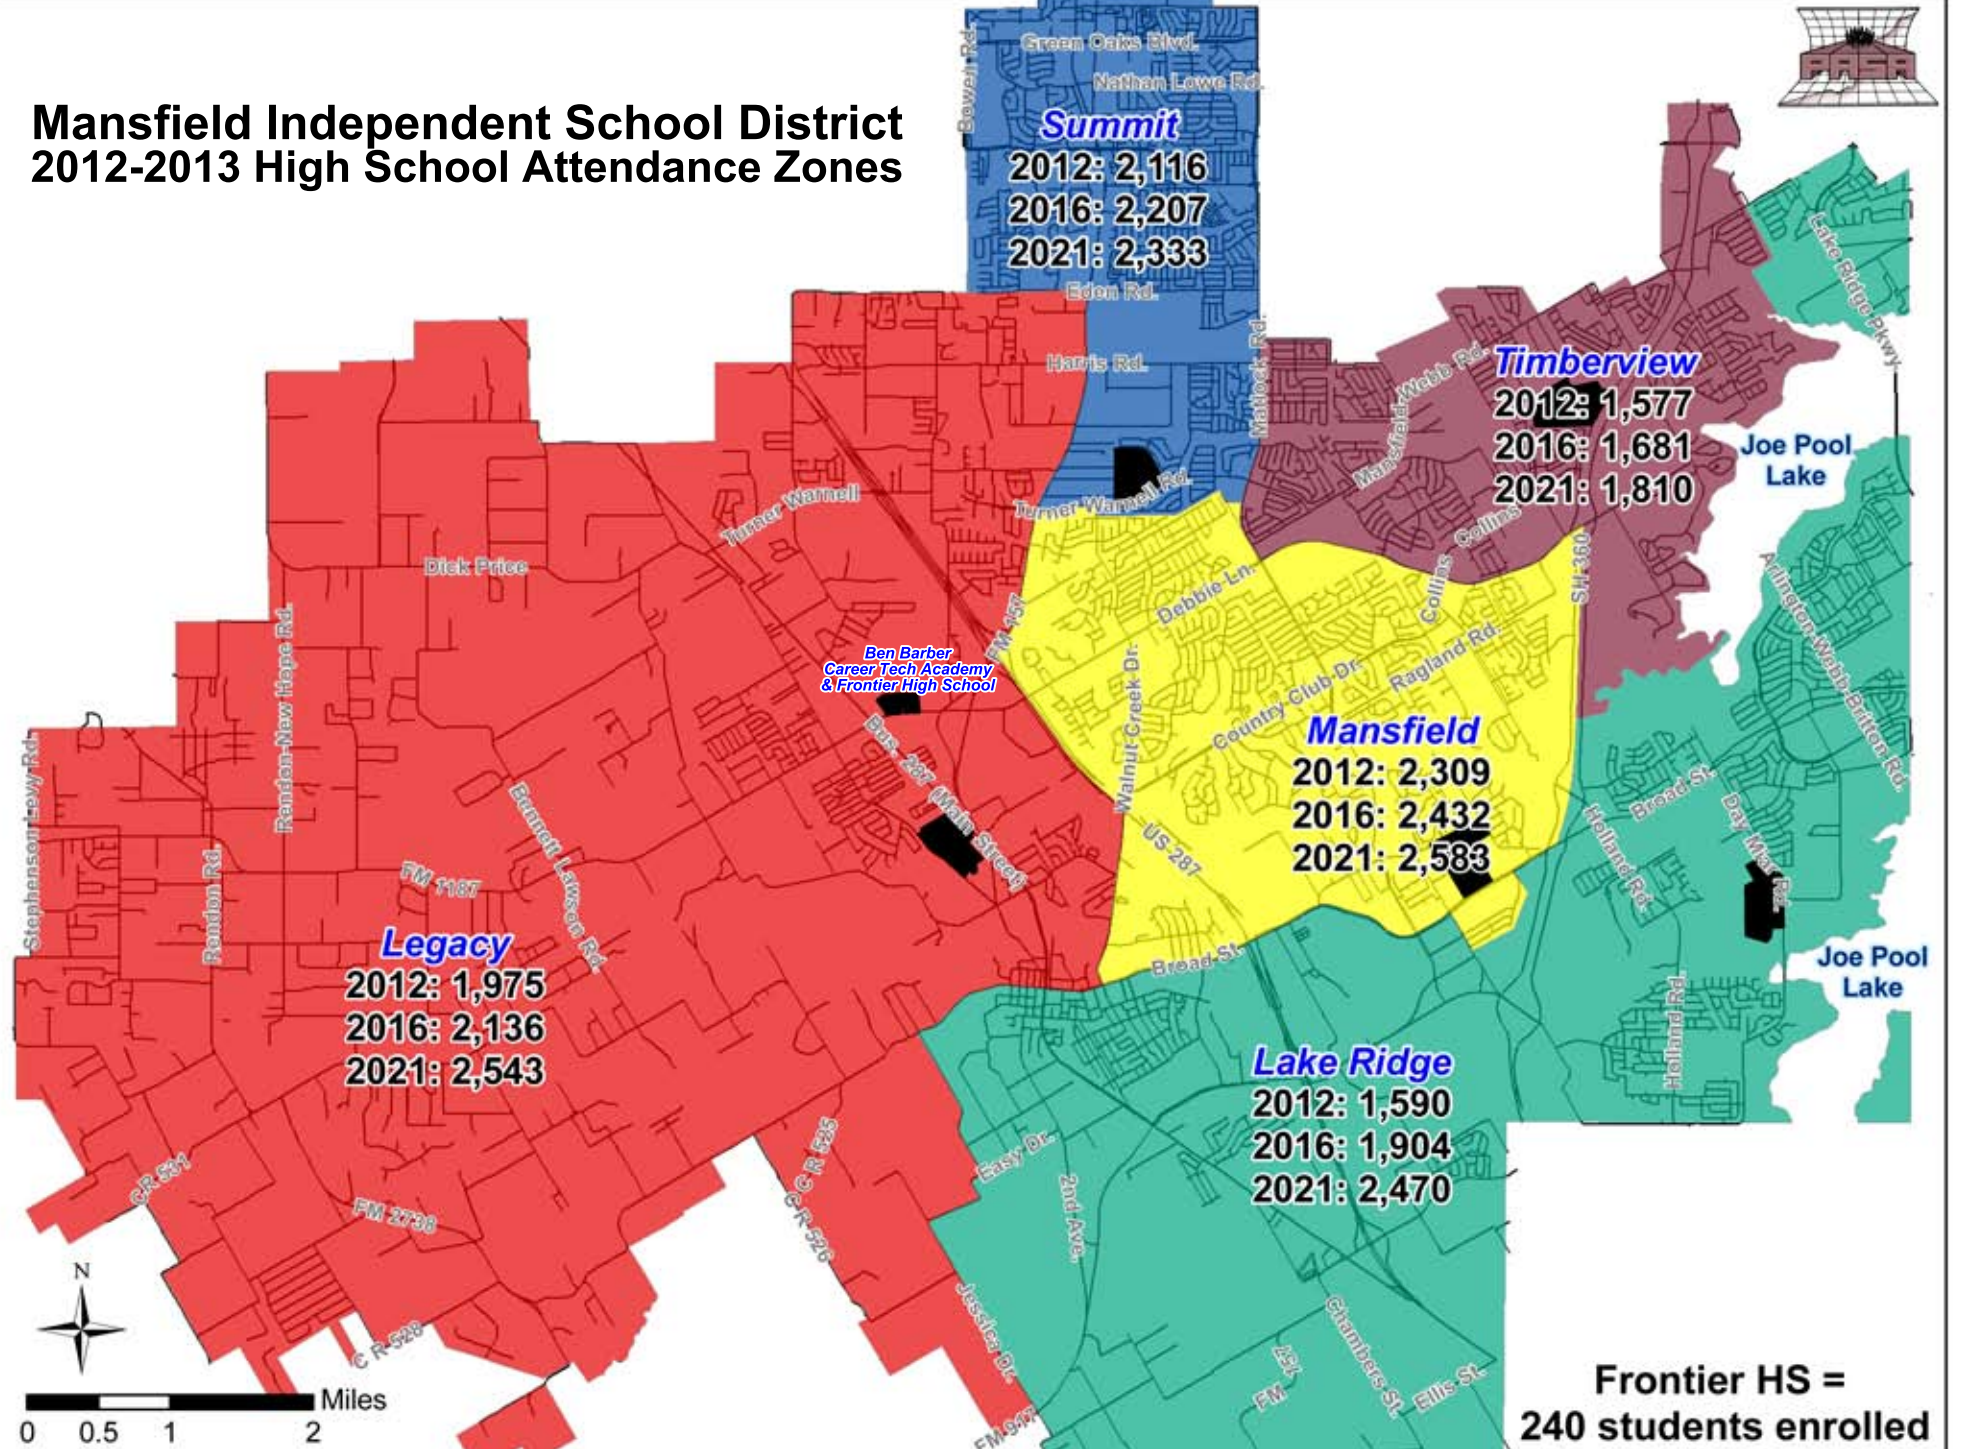 Mansfield Independent School District
2012-2013 High School Attendance Zones
PASA
Bowen Rd.
Green Oaks Blvd.
Nathan Lowe Rd.
Summit
2012: 2,116
2016: 2,207
2021: 2,333
Eden Rd.
Harris Rd.
Matlock Rd.
Lake Ridge Pkwy.
Timberview
2012: 1,577
2016: 1,681
2021: 1,810
Mansfield-Webb Rd.
Joe Pool
Lake
Turner Warnell
Turner Warnell Rd.
Collins
Collins
SH 360
Dick Price
Debbie Ln.
Arlington-Webb-Britton Rd.
FM 157
Rendon-New Hope Rd.
Ben Barber
Career Tech Academy
& Frontier High School
Walnut Creek Dr.
Country Club Dr.
Ragland Rd.
Mansfield
2012: 2,309
2016: 2,432
2021: 2,583
Bus. 287 (Main Street)
Stephenson Levy Rd.
Rendon Rd.
Bennett Lawson Rd.
FM 1187
US 287
Broad St.
Holland Rd.
Day Miar Rd.
Broad St.
Legacy
2012: 1,975
2016: 2,136
2021: 2,543
Joe Pool
Lake
Holland Rd.
Lake Ridge
2012: 1,590
2016: 1,904
2021: 2,470
Easy Dr.
2nd Ave.
C C R 525
C R 526
CR 531
FM 2738
C R 528
Jessica Dr.
Chambers St.
Ellis St.
FM 157
FM 917
N
Miles
0 0.5 1 2
Frontier HS =
240 students enrolled